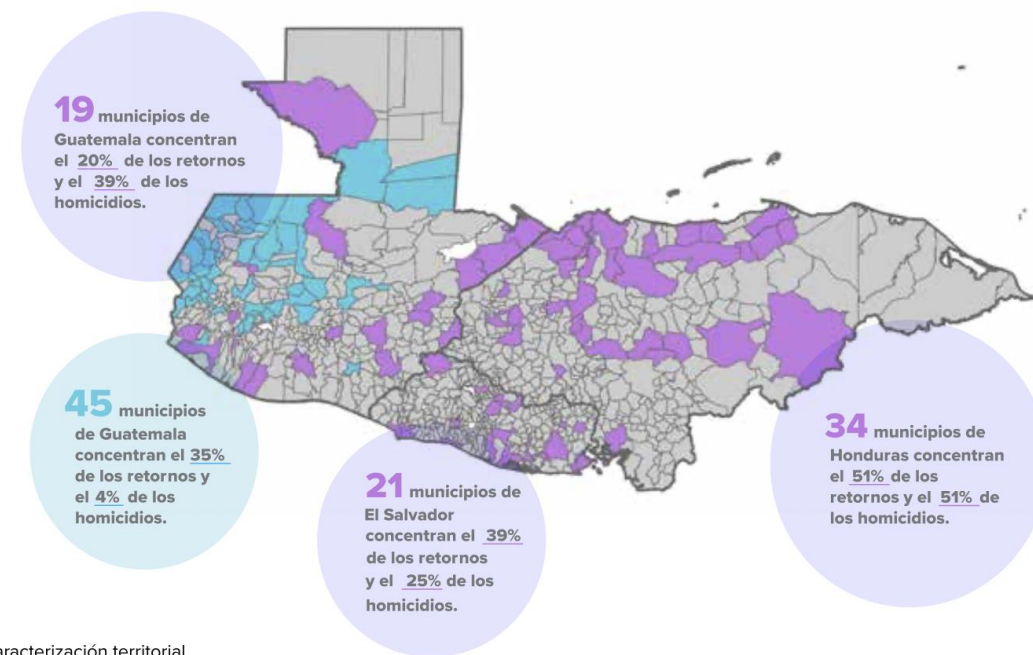 19 municipios de
Guatemala concentran
el 20% de los retornos
y el 39% de los
homicidios.
45 municipios
de Guatemala
concentran el 35%
de los retornos y
el 4% de los
homicidios.
21 municipios de
El Salvador
concentran el 39%
de los retornos
y el 25% de los
homicidios.
34 municipios de
Honduras concentran
el 51% de los
retornos y el 51% de
los homicidios.
aracterización territorial